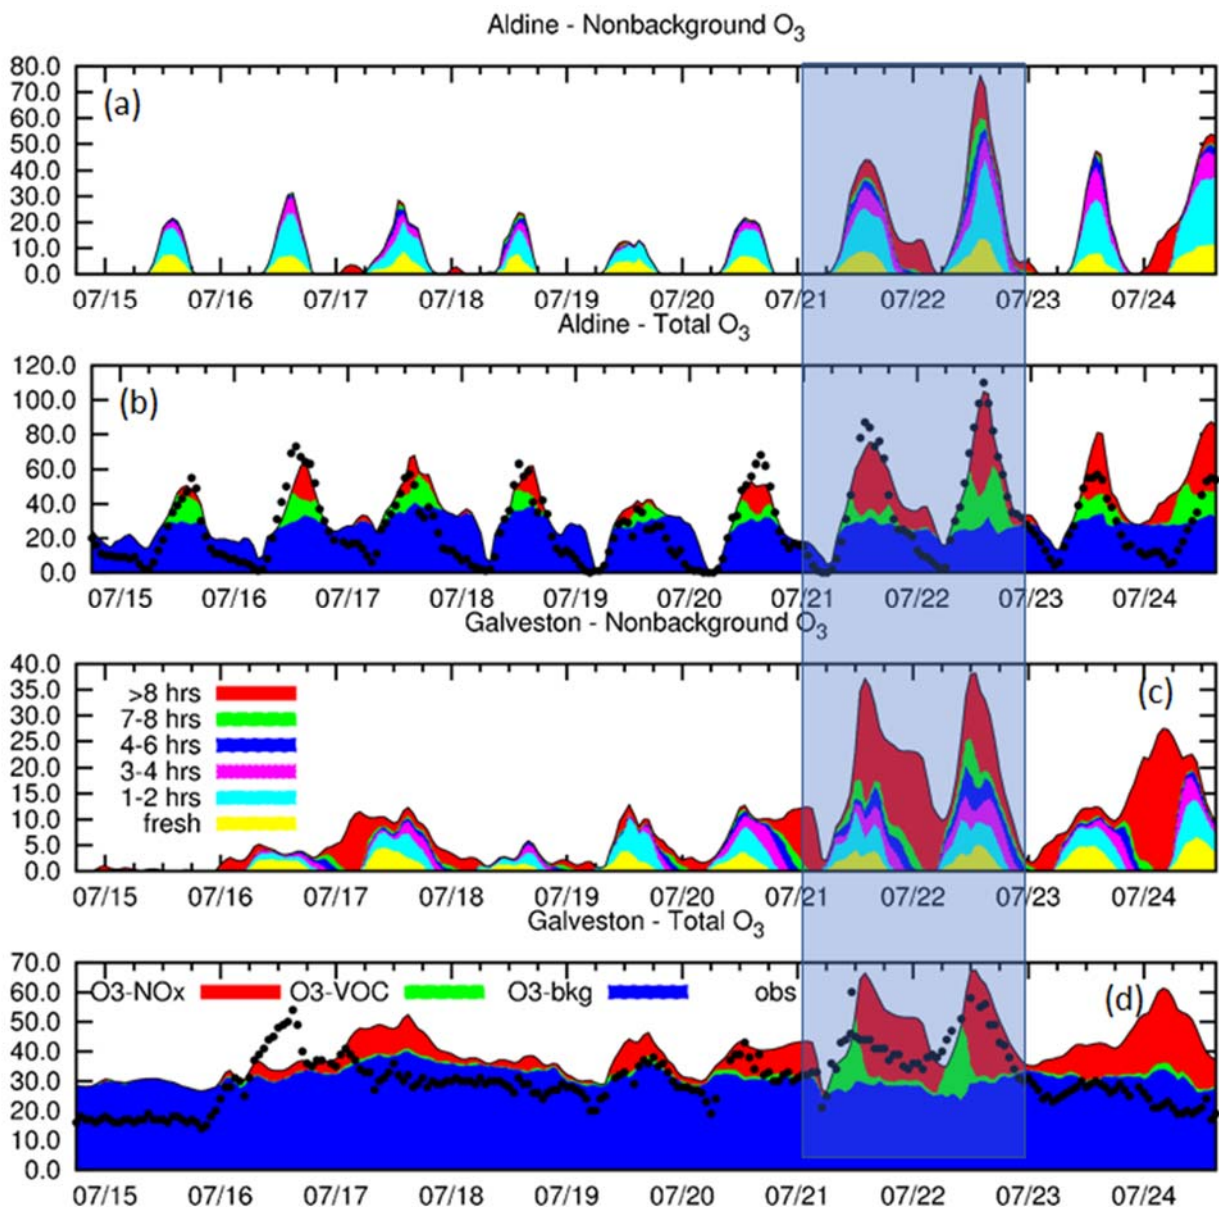 Aldine - Nonbackground O3
(a)
80.0
70.0
60.0
50.0
40.0
30.0
20.0
10.0
0.0
07/15 07/16 07/17 07/18 07/19 07/20 07/21 07/22 07/23 07/24
Aldine - Total O3
(b)
120.0
100.0
80.0
60.0
40.0
20.0
0.0
07/15 07/16 07/17 07/18 07/19 07/20 07/21 07/22 07/23 07/24
Galveston - Nonbackground O3
(c)
40.0
35.0
30.0
25.0
20.0
15.0
10.0
5.0
0.0
>8 hrs
7-8 hrs
4-6 hrs
3-4 hrs
1-2 hrs
fresh
07/15 07/16 07/17 07/18 07/19 07/20 07/21 07/22 07/23 07/24
Galveston - Total O3
70.0
60.0
50.0
40.0
30.0
20.0
10.0
0.0
O3-NOx O3-VOC O3-bkg obs (d)
07/15 07/16 07/17 07/18 07/19 07/20 07/21 07/22 07/23 07/24